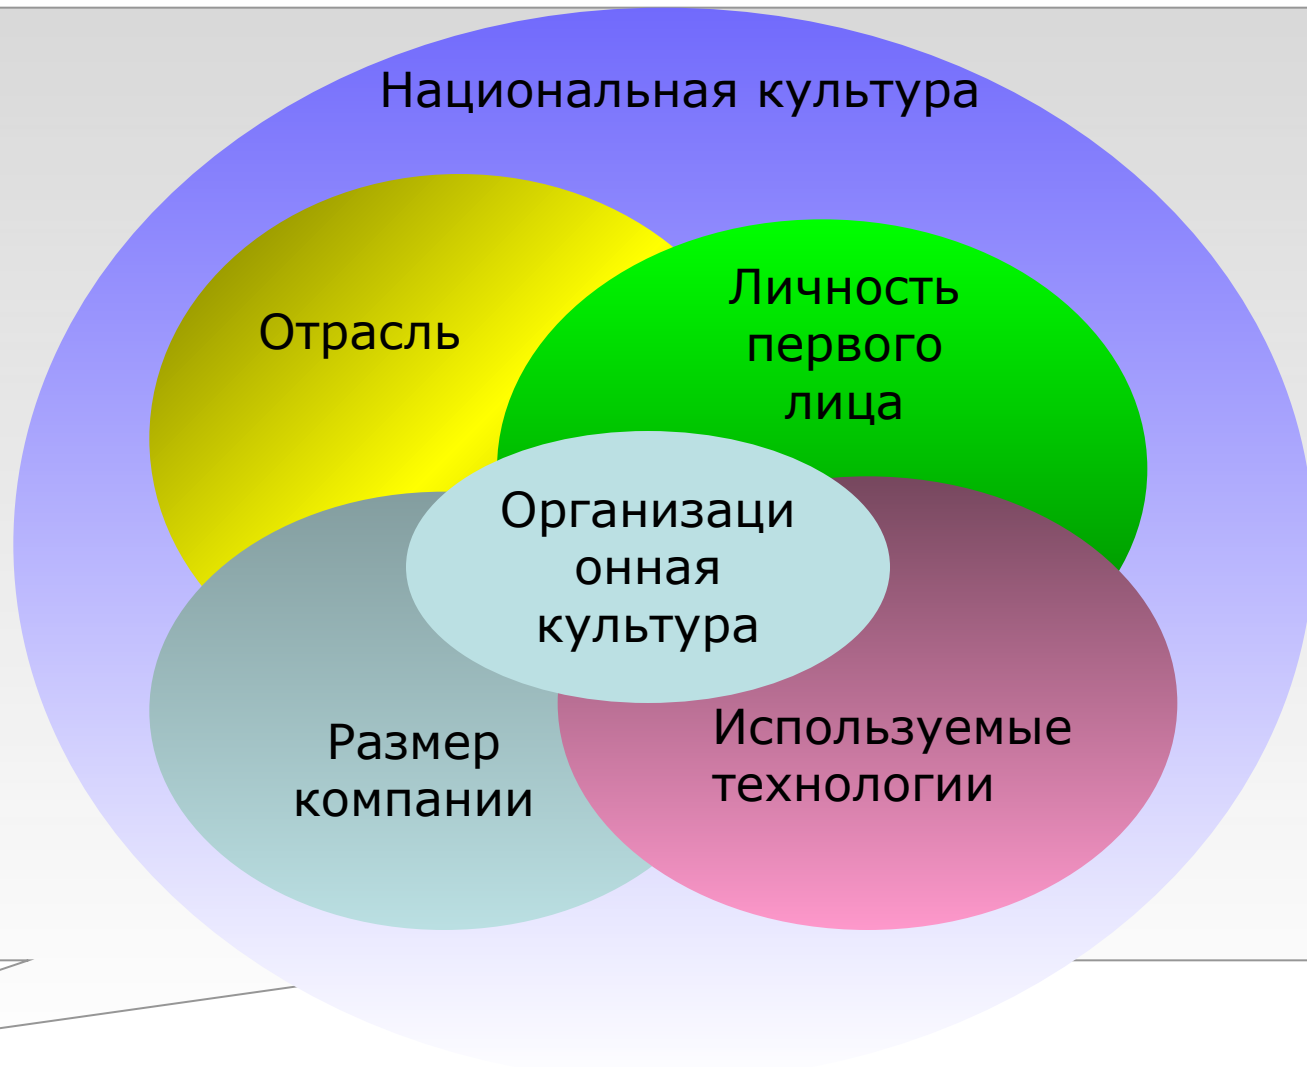 Национальная культура
Отрасль
Личность
первого
лица
Организаци
онная
культура
Размер
компании
Используемые
технологии